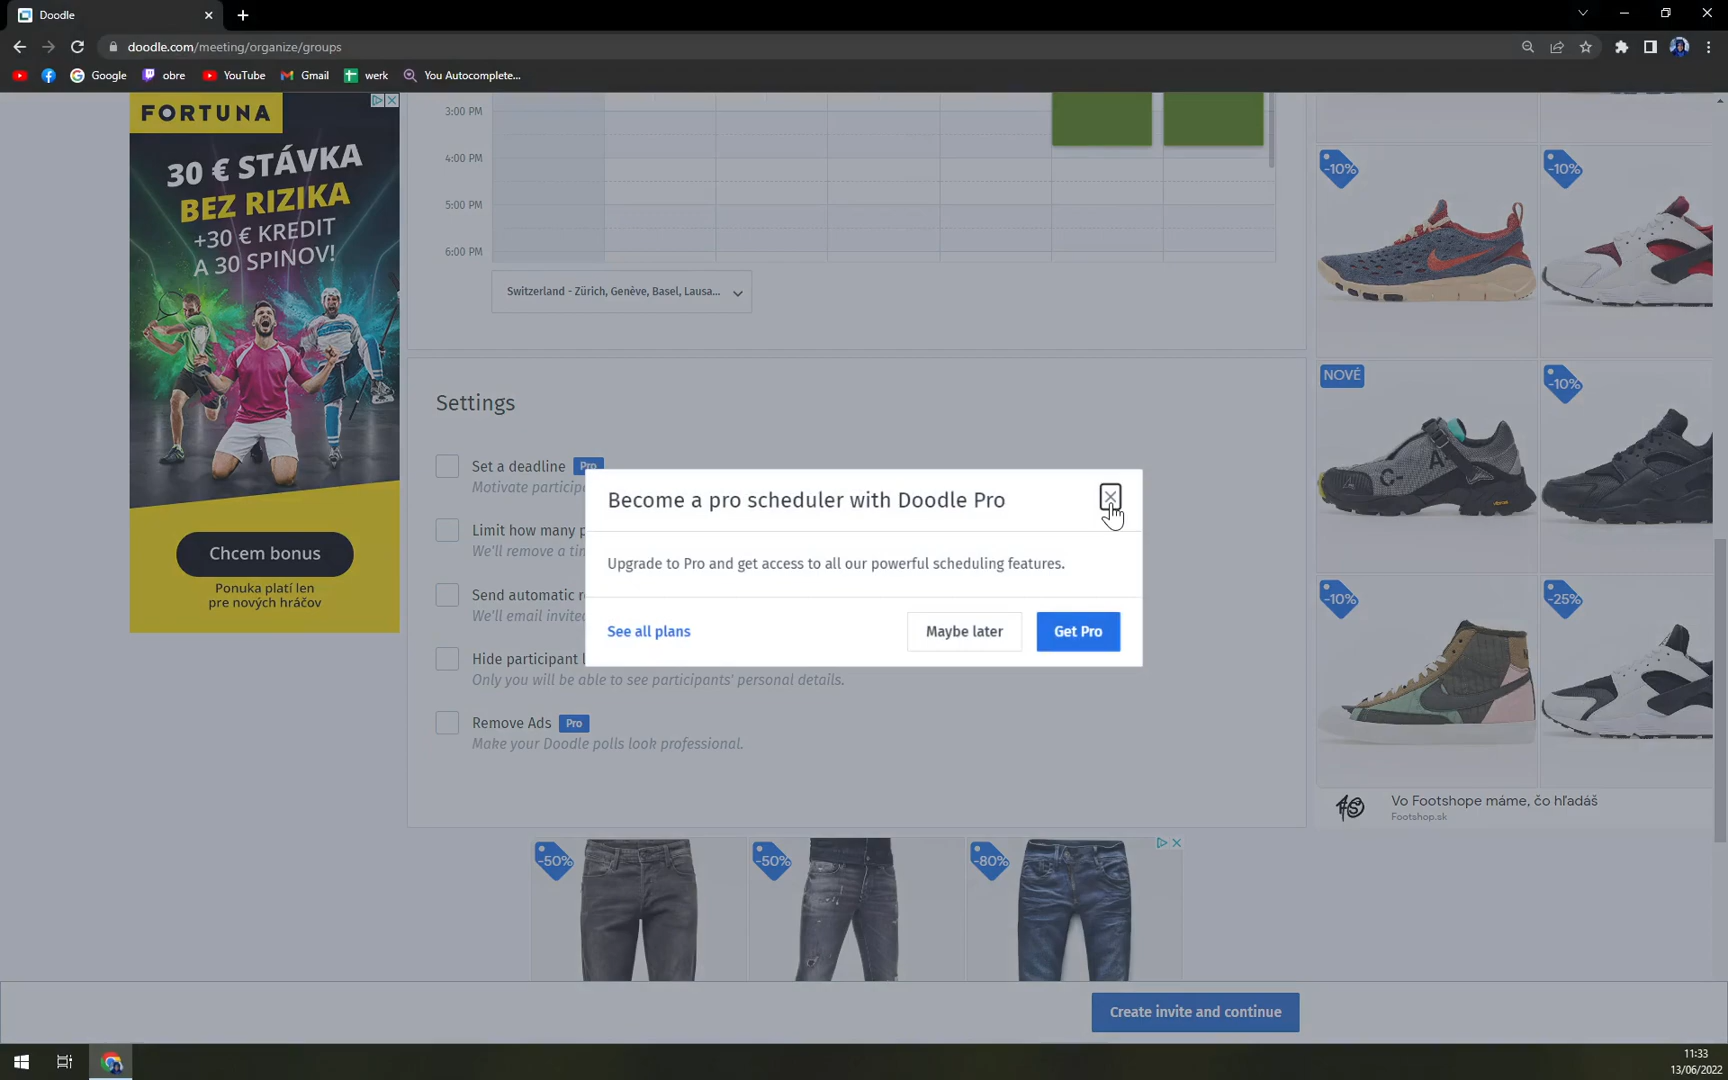 Doodle
doodle.com/meeting/organize/groups
Google
obre
YouTube
Gmail
werk
You Autocomplete...
FORTUNA
30 € STÁVKA
BEZ RIZIKA
+30 € KREDIT
A 30 SPINOV!
Chcem bonus
Ponuka platí len
pre nových hráčov
3:00 PM
4:00 PM
5:00 PM
6:00 PM
Switzerland - Zürich, Genève, Basel, Lausa...
Settings
Set a deadline Pro
Motivate participe
Limit how many p
We'll remove a tin
Send automatic r
We'll email invite
Hide participant l
Only you will be able to see participants' personal details.
Remove Ads Pro
Make your Doodle polls look professional.
Become a pro scheduler with Doodle Pro
Upgrade to Pro and get access to all our powerful scheduling features.
See all plans
Maybe later
Get Pro
-10%
-10%
NOVÉ
-10%
-10%
-25%
Vo Footshope máme, čo hľadáš
Footshop.sk
-50%
-50%
-80%
Create invite and continue
11:33
13/06/2022